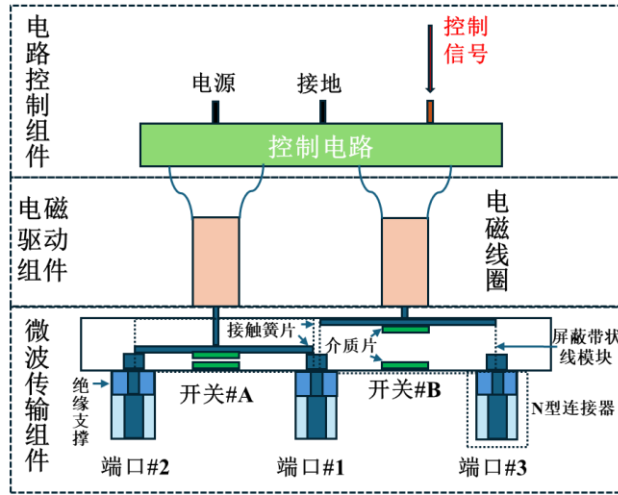 电路控制组件
控制
信号
电源
接地
控制电路
电磁
驱动
组件
电磁线圈
微波传输组件
接触簧片
介质片
屏蔽带状
线模块
绝缘支撑
开关#A
开关#B
N型连接器
端口#2
端口#1
端口#3